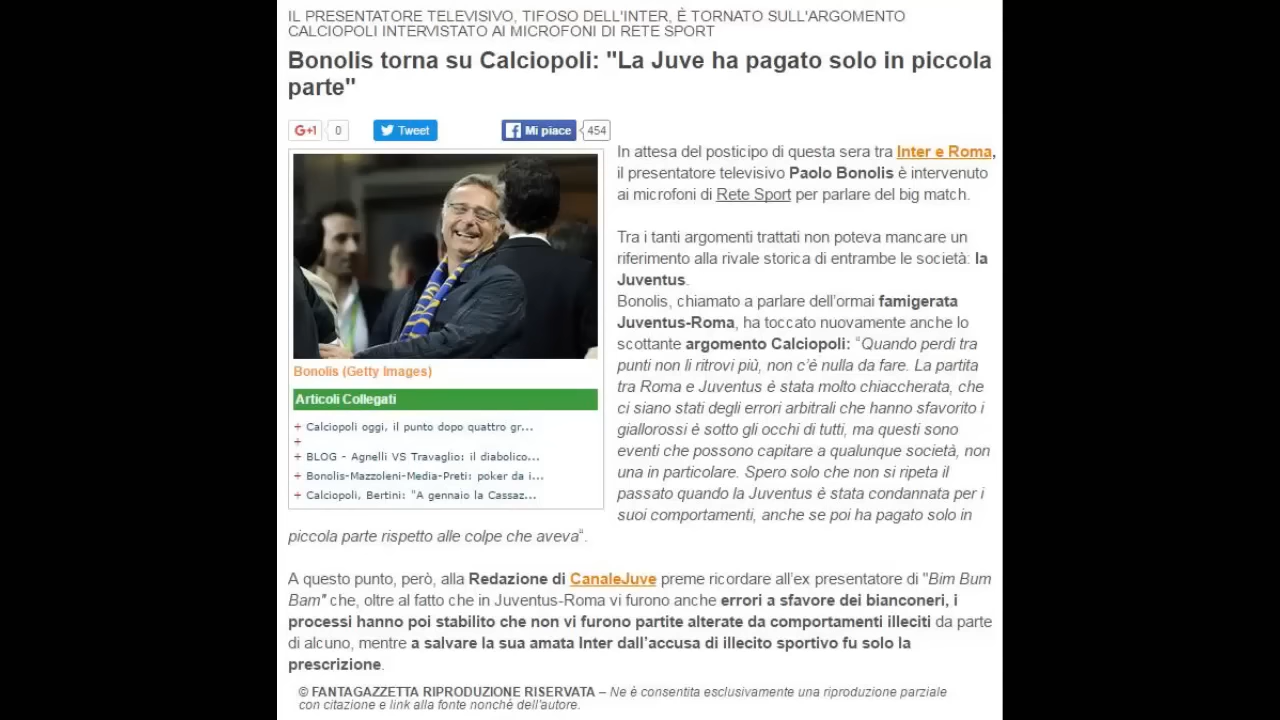 IL PRESENTATORE TELEVISIVO, TIFOSO DELL'INTER, È TORNATO SULL'ARGOMENTO
CALCIOPOLI INTERVISTATO AI MICROFONI DI RETE SPORT
Bonolis torna su Calciopoli: "La Juve ha pagato solo in piccola
parte"
G+1 0 Tweet Mi piace 454
Bonolis (Getty Images)
Articoli Collegati
+ Calciopoli oggi, il punto dopo quattro gr...
+
+ BLOG - Agnelli VS Travaglio: il diabolico...
+ Bonolis-Mazzoleni-Media-Preti: poker da i...
+ Calciopoli, Bertini: "A gennaio la Cassaz...
In attesa del posticipo di questa sera tra Inter e Roma,
il presentatore televisivo Paolo Bonolis è intervenuto
ai microfoni di Rete Sport per parlare del big match.
Tra i tanti argomenti trattati non poteva mancare un
riferimento alla rivale storica di entrambe le società: la
Juventus.
Bonolis, chiamato a parlare dell'ormai famigerata
Juventus-Roma, ha toccato nuovamente anche lo
scottante argomento Calciopoli: “Quando perdi tra
punti non li ritrovi più, non c'è nulla da fare. La partita
tra Roma e Juventus è stata molto chiaccherata, che
ci siano stati degli errori arbitrali che hanno sfavorito i
giallorossi è sotto gli occhi di tutti, ma questi sono
eventi che possono capitare a qualunque società, non
una in particolare. Spero solo che non si ripeta il
passato quando la Juventus è stata condannata per i
suoi comportamenti, anche se poi ha pagato solo in
piccola parte rispetto alle colpe che aveva“.
A questo punto, però, alla Redazione di CanaleJuve preme ricordare all'ex presentatore di "Bim Bum
Bam" che, oltre al fatto che in Juventus-Roma vi furono anche errori a sfavore dei bianconeri, i
processi hanno poi stabilito che non vi furono partite alterate da comportamenti illeciti da parte
di alcuno, mentre a salvare la sua amata Inter dall'accusa di illecito sportivo fu solo la
prescrizione.
© FANTAGAZZETTA RIPRODUZIONE RISERVATA – Ne è consentita esclusivamente una riproduzione parziale
con citazione e link alla fonte nonché dell'autore.